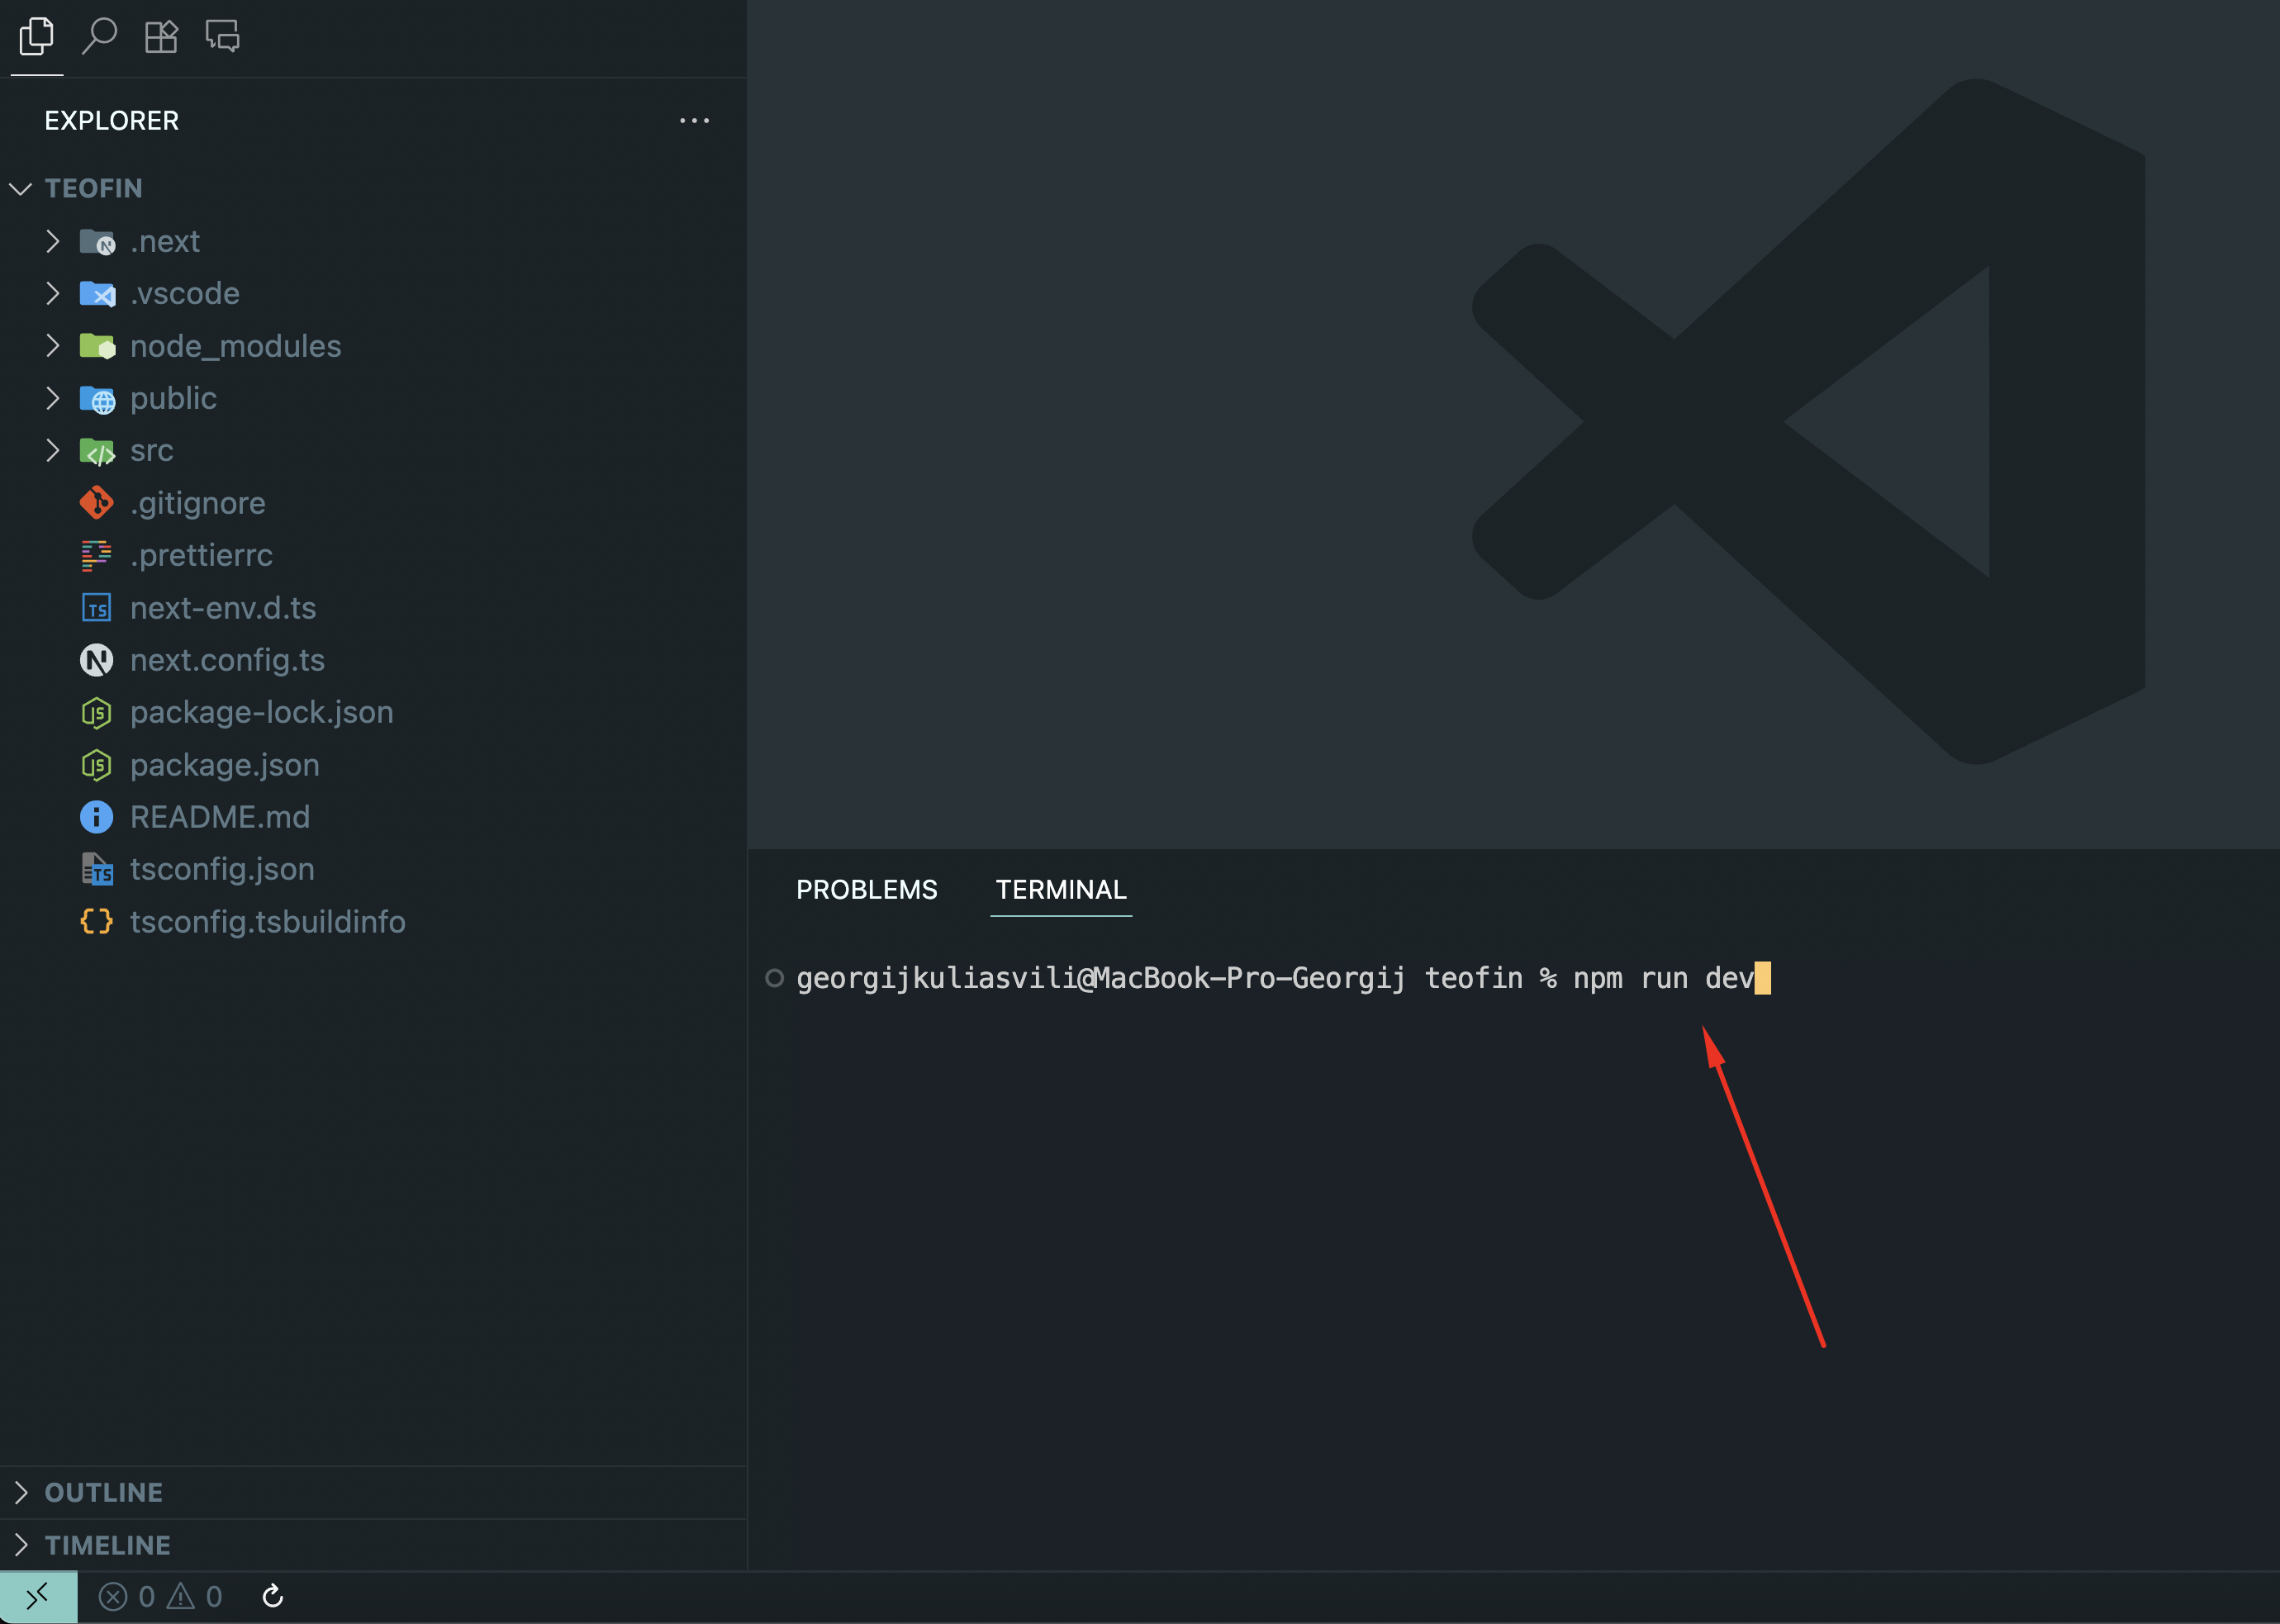 EXPLORER
TEOFIN
.next
.vscode
node_modules
public
src
.gitignore
.prettierrc
next-env.d.ts
next.config.ts
package-lock.json
package.json
README.md
tsconfig.json
tsconfig.tsbuildinfo
OUTLINE
TIMELINE
0 0
PROBLEMS TERMINAL
georgijkuliasvili@MacBook-Pro-Georgij teofin % npm run dev